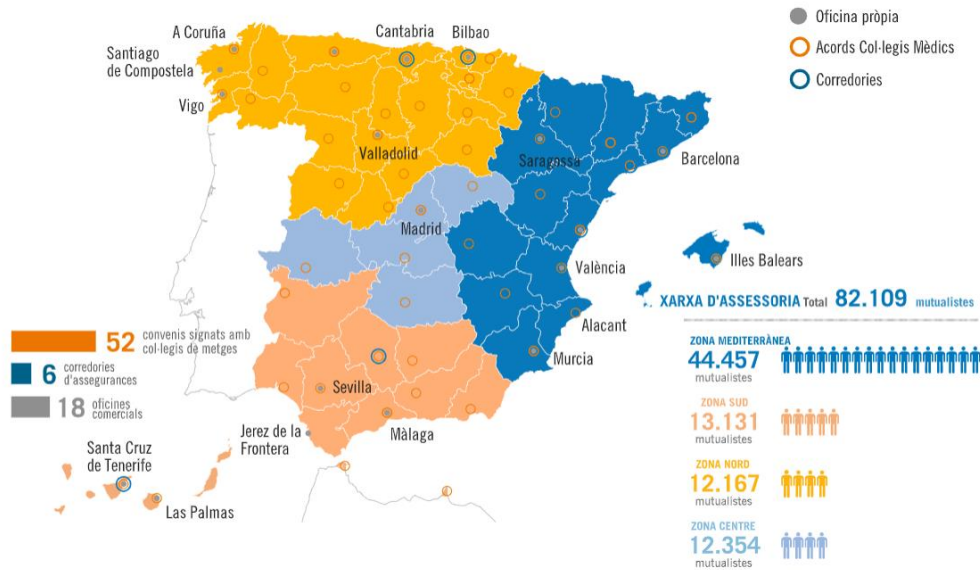 A Coruña
Santiago
de Compostela
Vigo
Cantabria
Bilbao
Valladolid
Saragossa
Barcelona
Madrid
València
Illes Balears
Alacant
Murcia
Sevilla
Màlaga
Jerez de la
Frontera
Santa Cruz
de Tenerife
Las Palmas
Oficina pròpia
Acords Col·legis Mèdics
Corredories
52 convenis signats amb
col·legis de metges
6 corredories
d'assegurances
18 oficines
comercials
XARXA D'ASSESSORIA Total 82.109 mutualistes
ZONA MEDITERRÀNEA
44.457
mutualistes
ZONA SUD
13.131
mutualistes
ZONA NORD
12.167
mutualistes
ZONA CENTRE
12.354
mutualistes